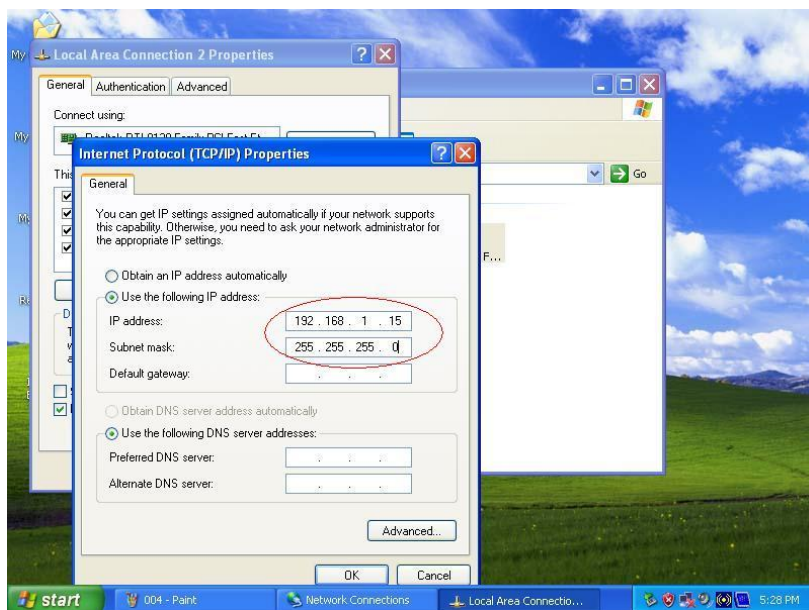 My
Local Area Connection 2 Properties
General Authentication Advanced
Connect using:
My
Internet Protocol (TCP/IP) Properties
Go
General
You can get IP settings assigned automatically if your network supports
this capability. Otherwise, you need to ask your network administrator for
the appropriate IP settings.
F...
Obtain an IP address automatically
Use the following IP address:
IP address: 192 . 168 . 1 . 15
Subnet mask: 255 . 255 . 255 . 0
Default gateway: . . .
Obtain DNS server address automatically
Use the following DNS server addresses:
Preferred DNS server: . . .
Alternate DNS server: . . .
Advanced...
OK Cancel
start 004 - Paint Network Connections Local Area Connectio... 5:28 PM